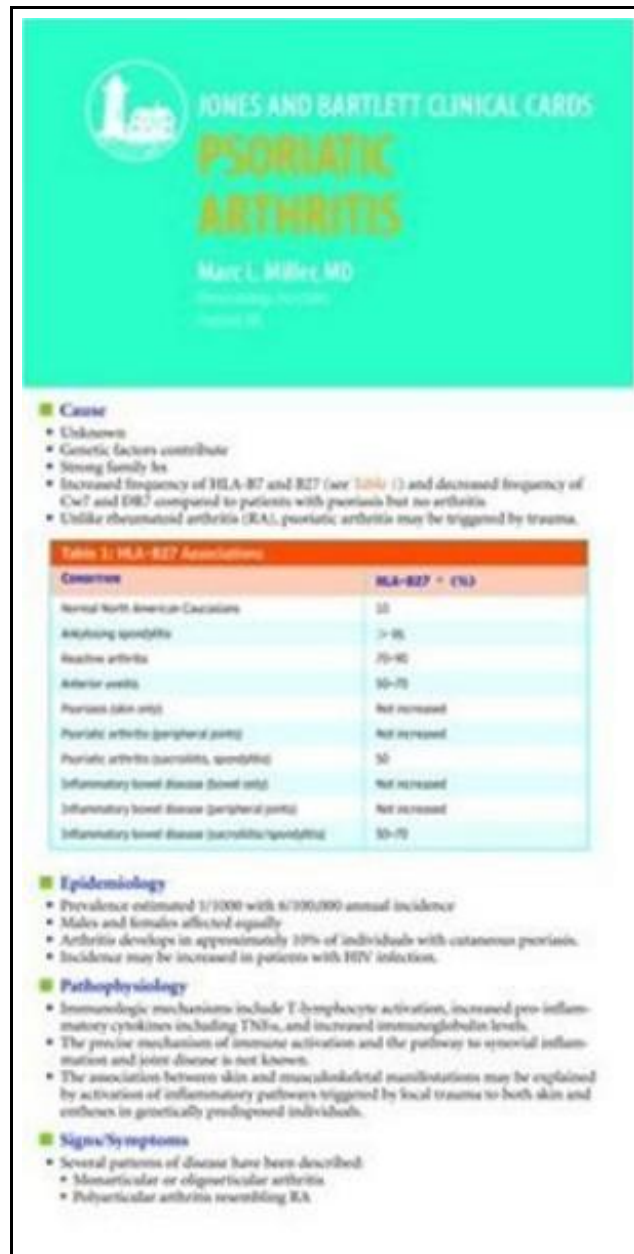 JONES AND BARTLETT CLINICAL CARDS
PSORIATIC
ARTHRITIS
Marc L. Miller, MD
Cause
• Unknown
• Genetic factors contribute
• Strong family hx
• Increased frequency of HLA-B7 and B27 (see Table 1) and decreased frequency of
Cw7 and DR7 compared to patients with psoriasis but no arthritis
• Unlike rheumatoid arthritis (RA), psoriatic arthritis may be triggered by trauma.
Table 1: HLA-B27 Associations
CONDITION HLA-B27 + (%)
Normal North American Caucasians 10
Ankylosing spondylitis
Reactive arthritis 70–90
Anterior uveitis 50–70
Psoriasis (skin only) Not increased
Psoriatic arthritis (peripheral joints) Not increased
Psoriatic arthritis (sacroiliitis, spondylitis) 50
Inflammatory bowel disease (bowel only) Not increased
Inflammatory bowel disease (peripheral joints) Not increased
Inflammatory bowel disease (sacroiliitis/spondylitis) 50–70
Epidemiology
• Prevalence estimated 1/1000 with 6/100,000 annual incidence
• Males and females affected equally
• Arthritis develops in approximately 10% of individuals with cutaneous psoriasis.
• Incidence may be increased in patients with HIV infection.
Pathophysiology
• Immunologic mechanisms include T-lymphocyte activation, increased pro-inflam-
matory cytokines including TNFα, and increased immunoglobulin levels.
• The precise mechanism of immune activation and the pathway to synovial inflam-
mation and joint disease is not known.
• The association between skin and musculoskeletal manifestations may be explained
by activation of inflammatory pathways triggered by local trauma to both skin and
entheses in genetically predisposed individuals.
Signs/Symptoms
• Several patterns of disease have been described:
• Monarticular or oligoarticular arthritis
• Polyarticular arthritis resembling RA